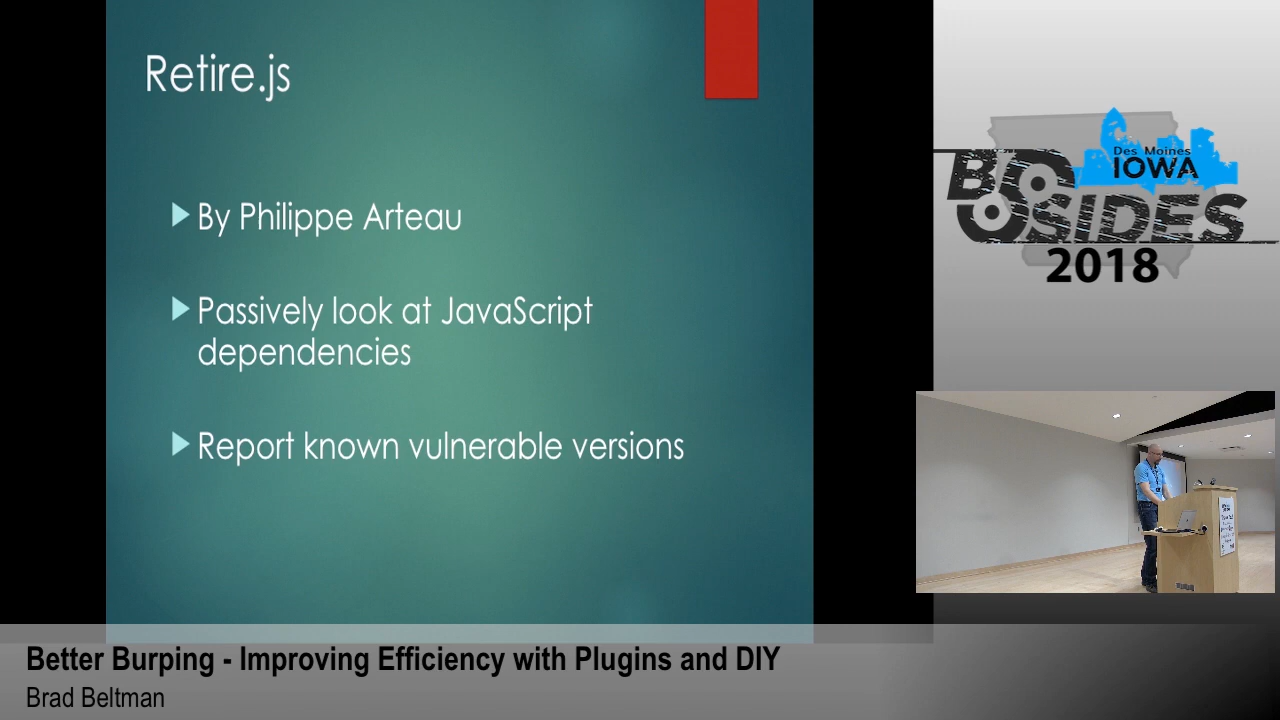 Retire.js
By Philippe Arteau
Passively look at JavaScript
dependencies
Report known vulnerable versions
Des Moines
IOWA
BSIDES
2018
Better Burping - Improving Efficiency with Plugins and DIY
Brad Beltman